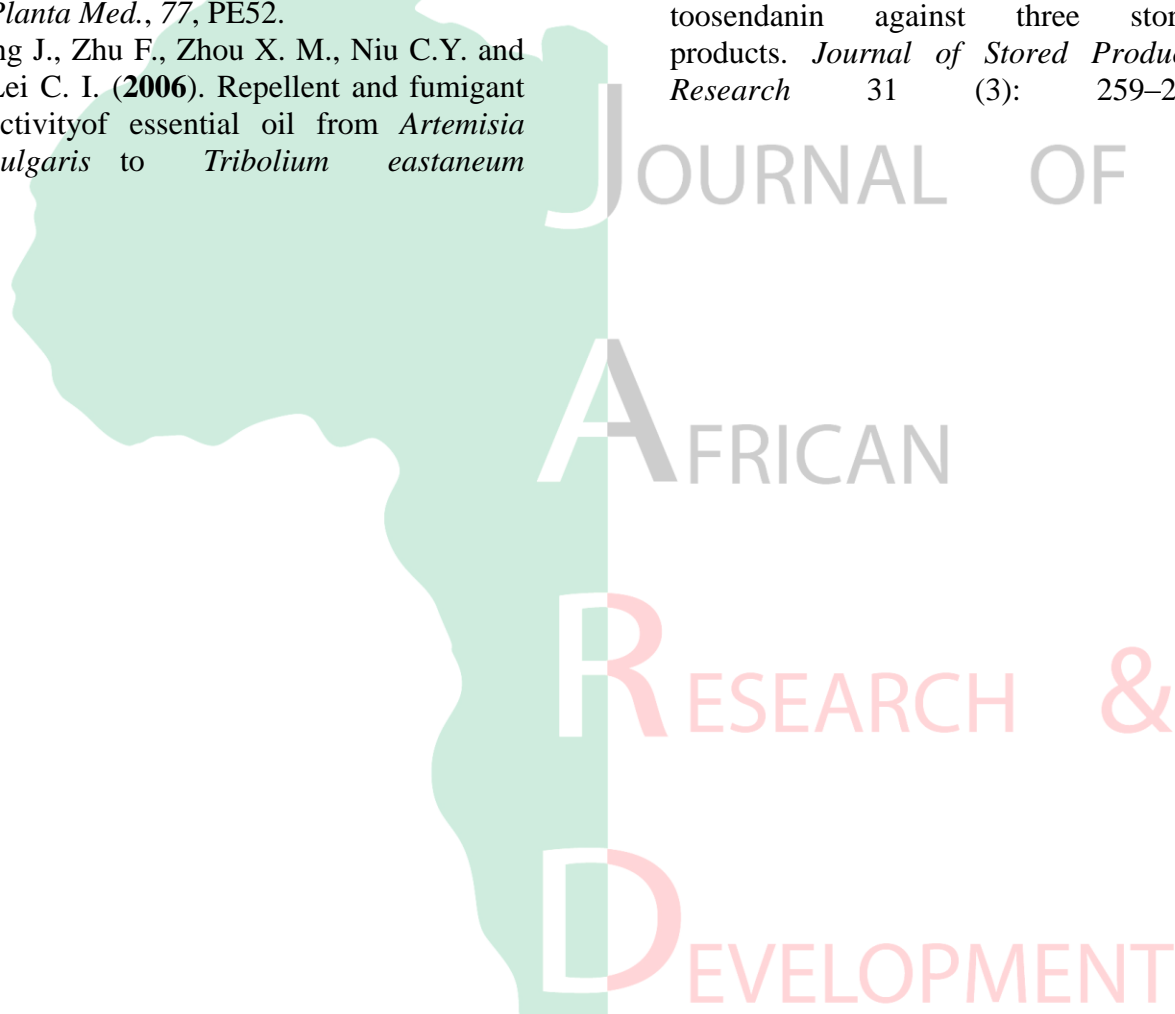 Planta Med., 77, PE52.
ng J., Zhu F., Zhou X. M., Niu C.Y. and
Lei C. I. (2006). Repellent and fumigant
ctivityof essential oil from Artemisia
ulgaris to Tribolium eastaneum
toosendanin against three stor
products. Journal of Stored Produc
Research 31 (3): 259–2
JOURNAL OF
AFRICAN
RESEARCH &
DEVELOPMENT